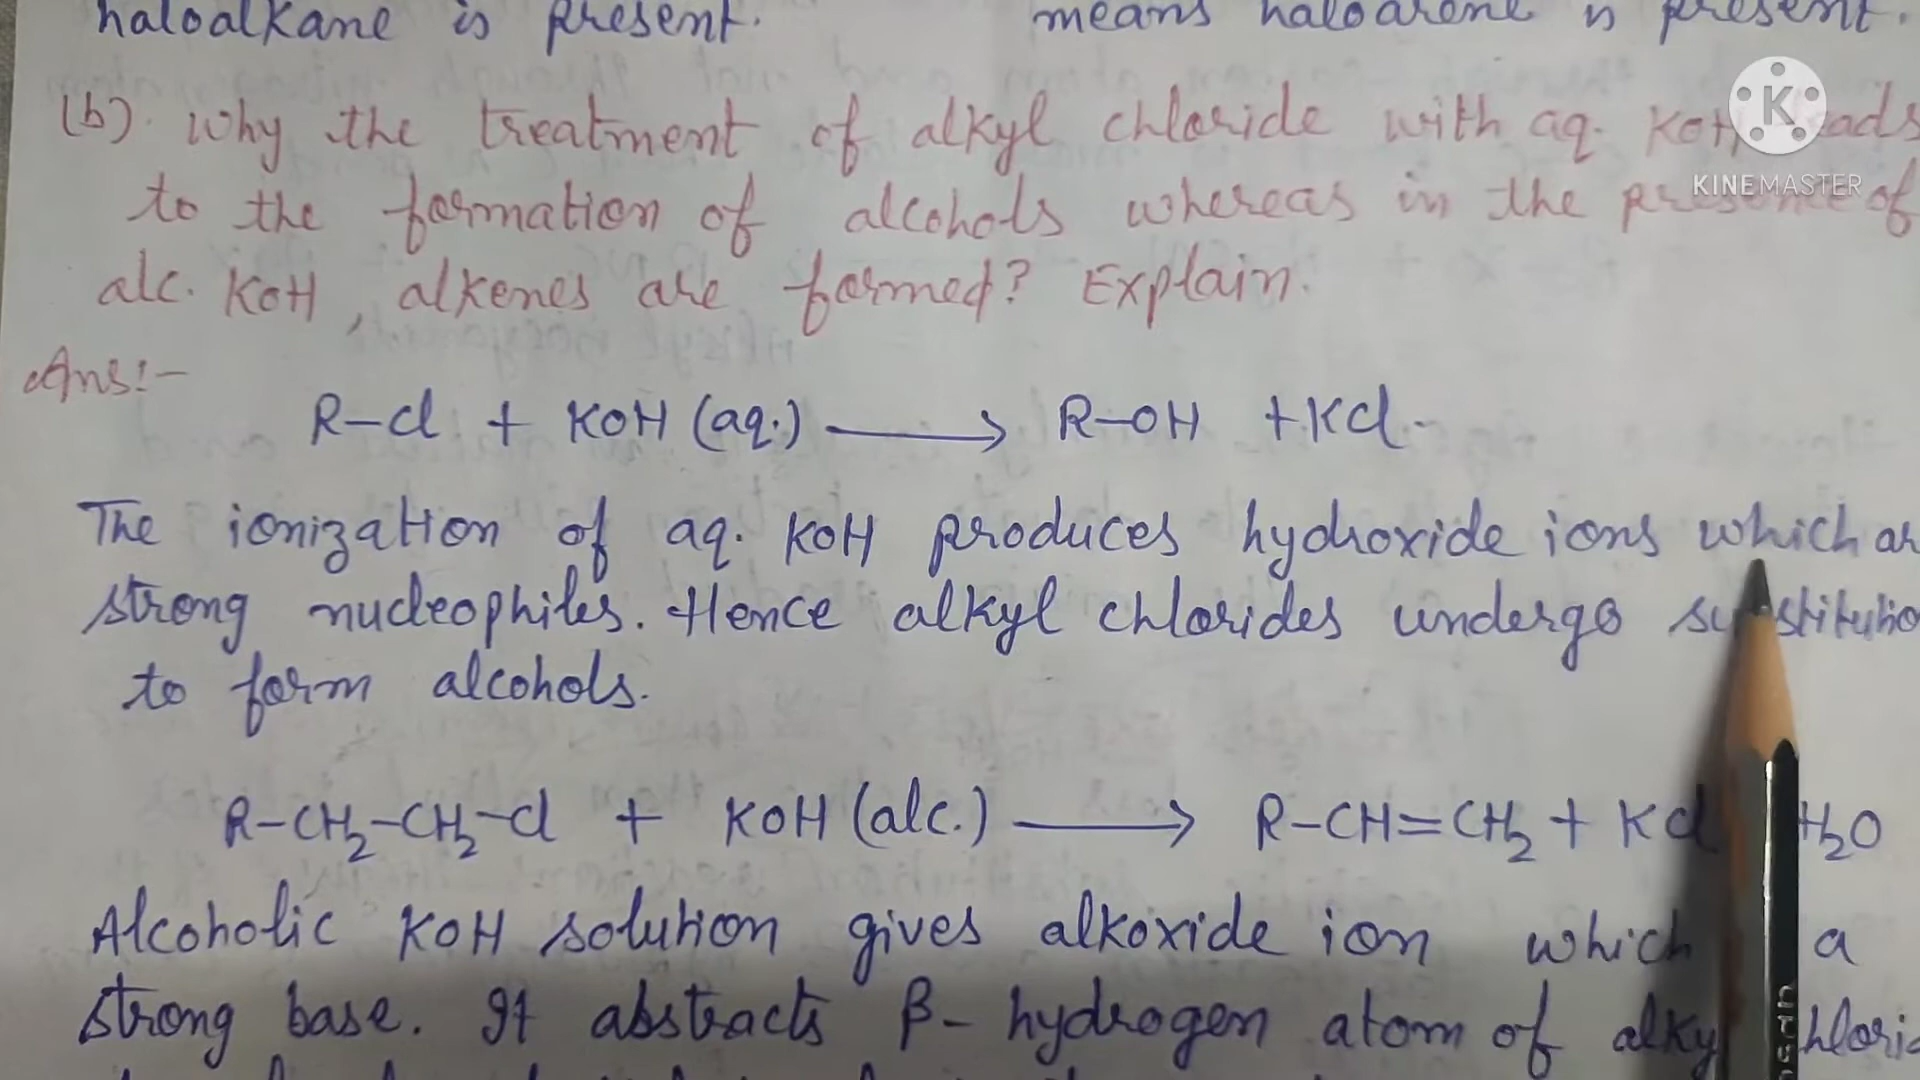 haloalkane is present. means haloarene is present.
K
KINEMASTER
(b). Why the treatment of alkyl chloride with aq. KOH
to the formation of alcohols whereas in the presence of
alc. KOH, alkenes are formed? Explain.
Ans:-
R-Cl + KOH (aq.) ⟶ R-OH + KCl.
The ionization of aq. KOH produces hydroxide ions which
strong nucleophiles. Hence alkyl chlorides undergo
to form alcohols.
R-CH₂-CH₂-Cl + KOH (alc.) ⟶ R-CH=CH₂ + KCl H₂O
Alcoholic KOH solution gives alkoxide ion which a
strong base. It abstracts β- hydrogen atom of